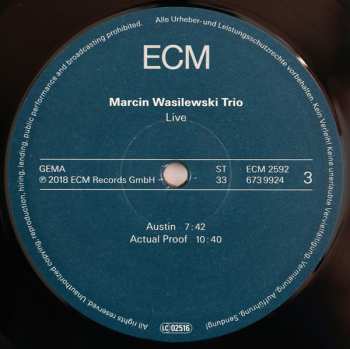 Alle Urheber- und Leistungsschutzrechte vorbehalten. Kein Verleih! Keine unerlaubte Vervielfältigung, Vermietung, Aufführung, Sendung!
ECM
Marcin Wasilewski Trio
Live
GEMA ST ECM 2592
℗ 2018 ECM Records GmbH 33 673 9924 3
Austin 7:42
Actual Proof 10:40
LC 02516
All rights reserved. Unauthorized copying, reproduction, hiring, lending, public performance and broadcasting prohibited.